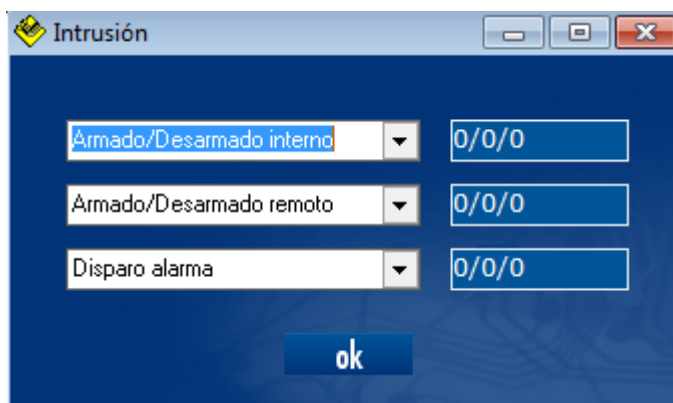 Intrusión
Armado/Desarmado interno 0/0/0
Armado/Desarmado remoto 0/0/0
Disparo alarma 0/0/0
ok